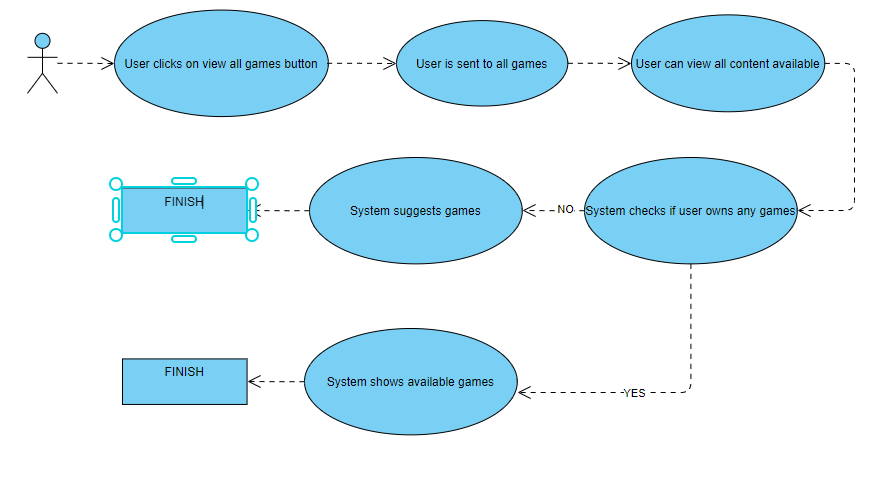 User clicks on view all games button
User is sent to all games
User can view all content available
FINISH
System suggests games
NO
System checks if user owns any games
FINISH
System shows available games
YES